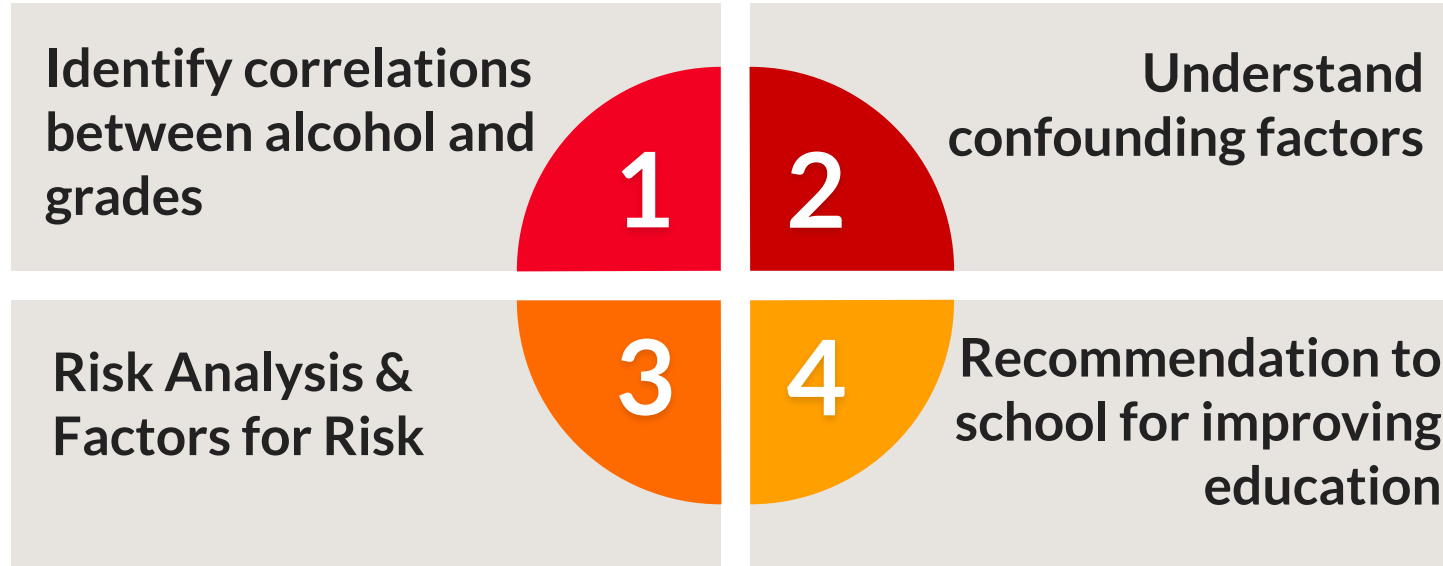 Identify correlations
between alcohol and
grades
1
2
Understand
confounding factors
Risk Analysis &
Factors for Risk
3
4
Recommendation to
school for improving
education